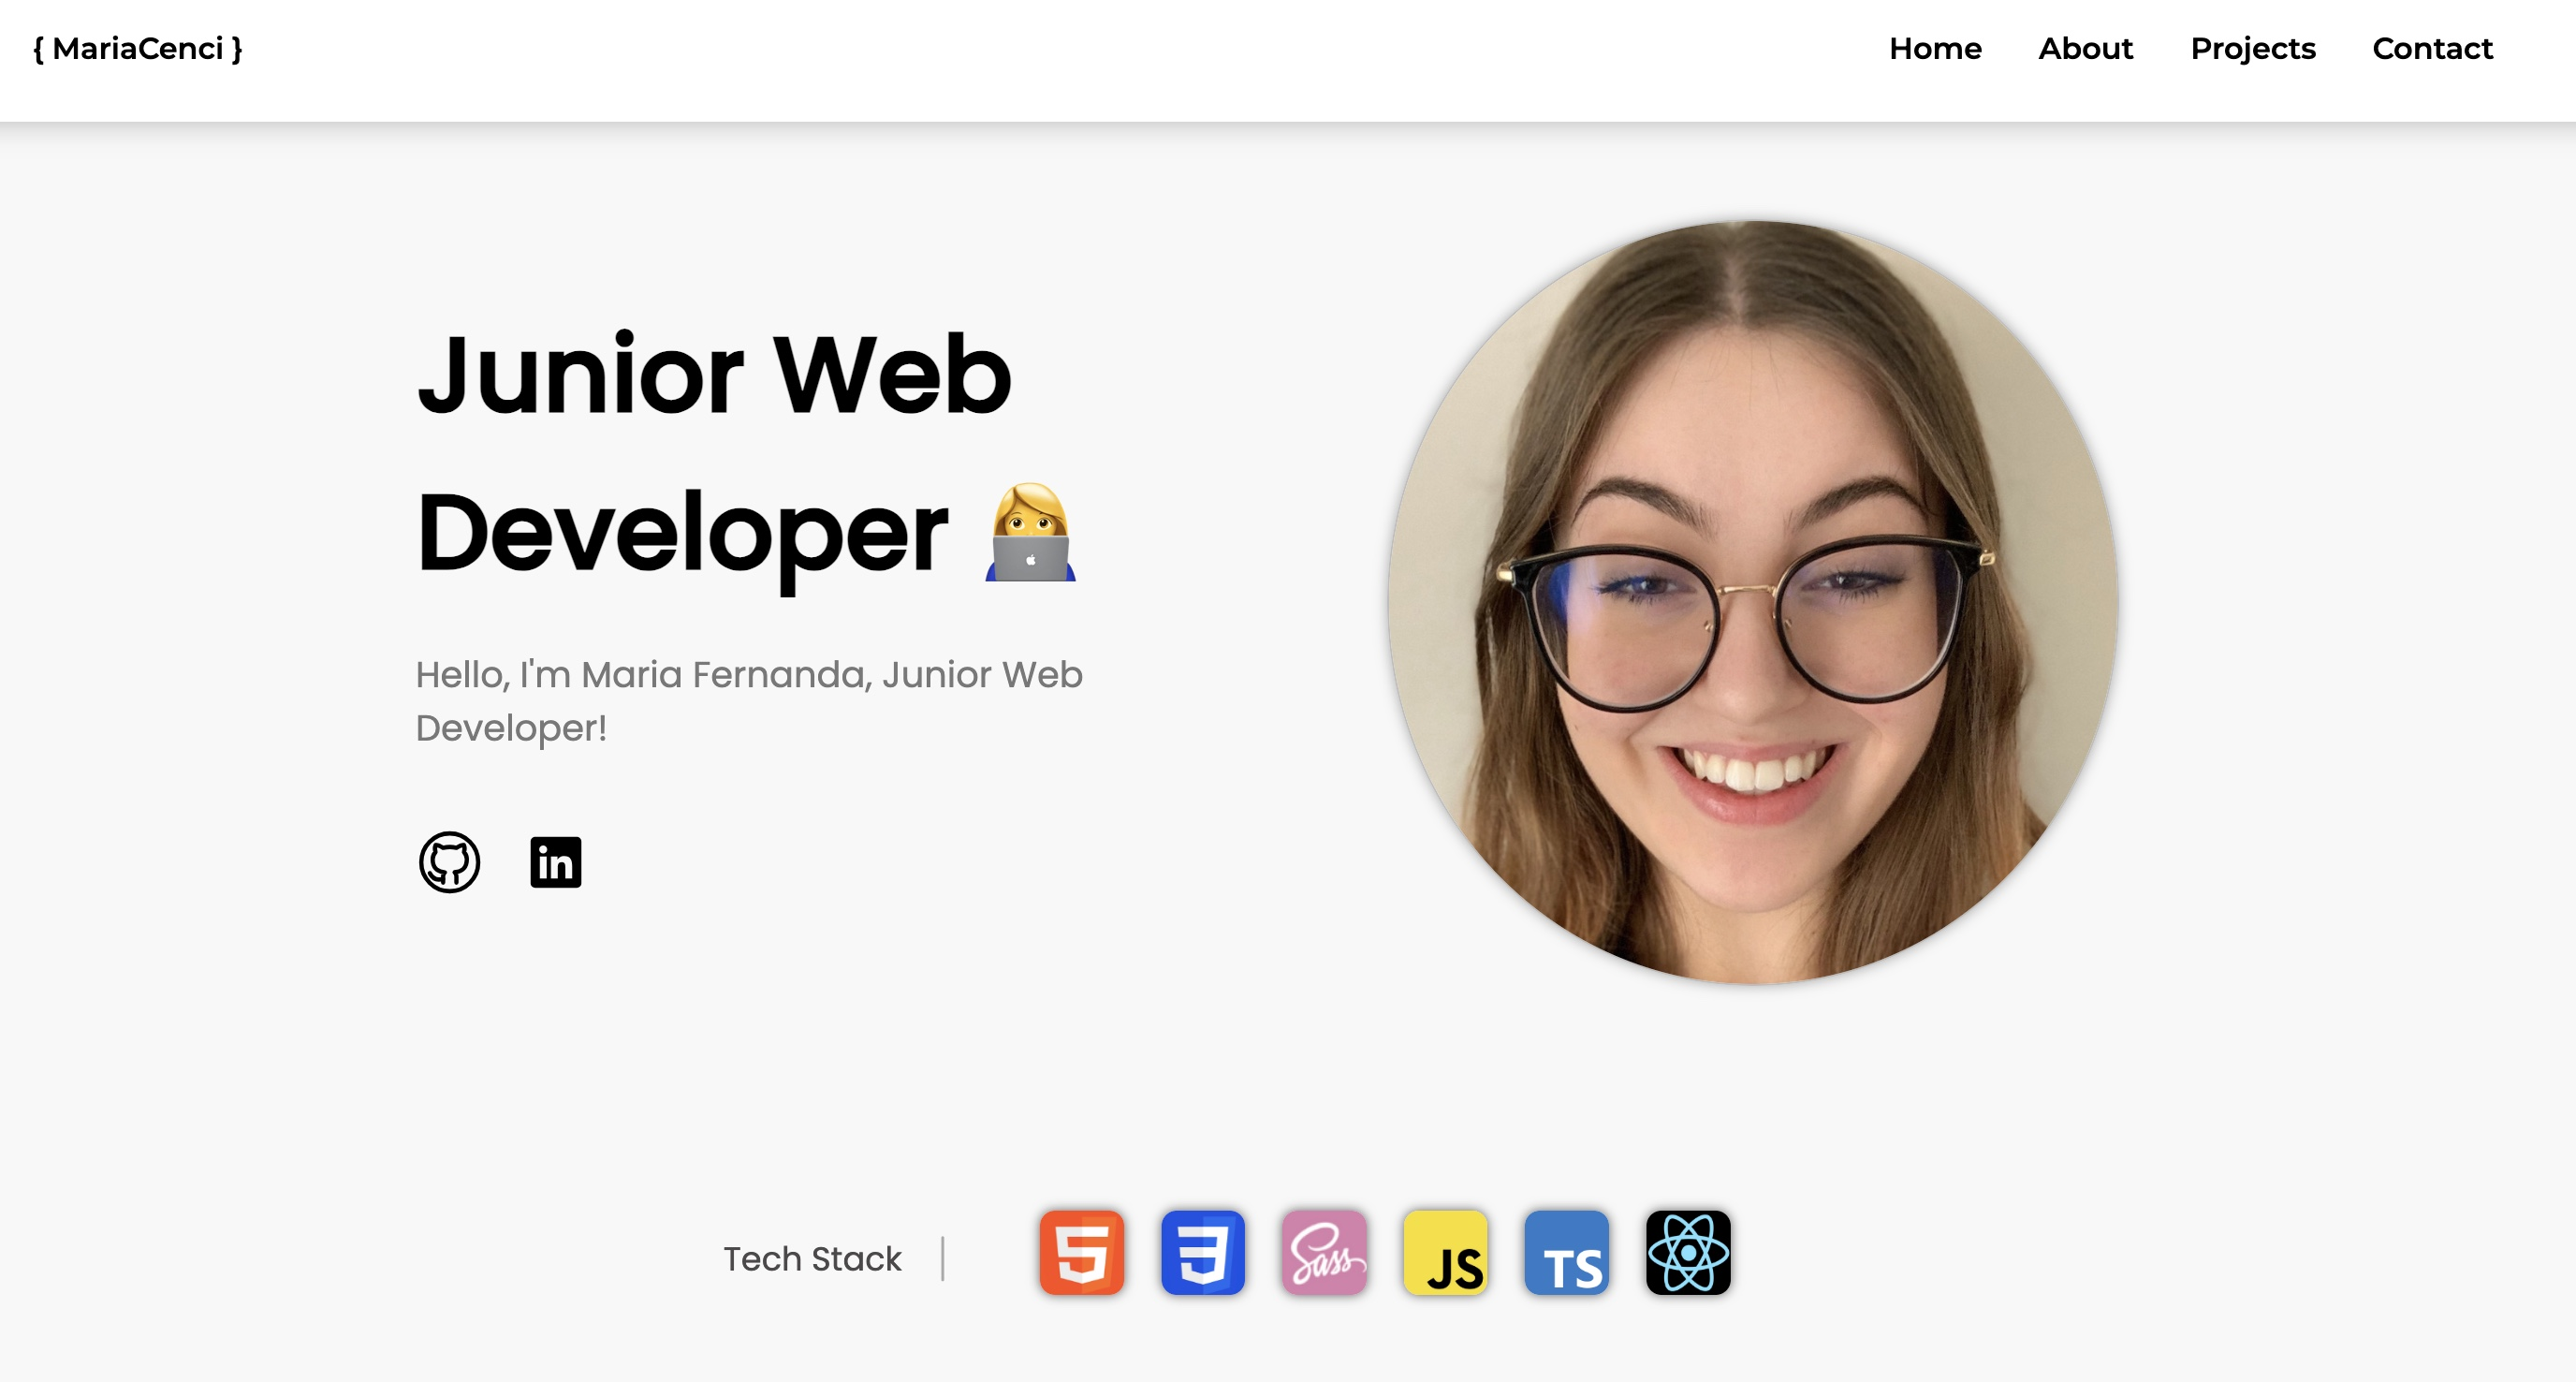 { MariaCenci }
Home About Projects Contact
Junior Web
Developer 👩‍💻
Hello, I'm Maria Fernanda, Junior Web
Developer!
in
Tech Stack
5 3 Sass JS TS